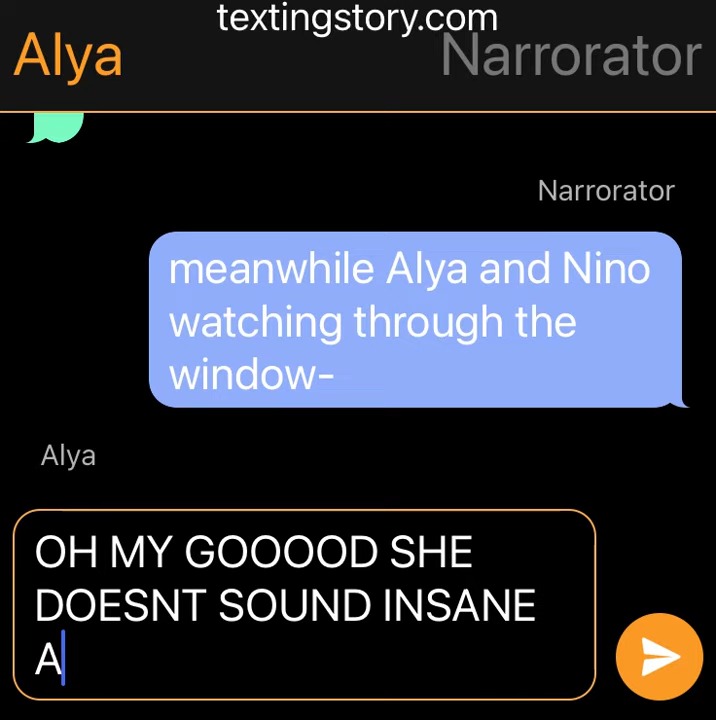 textingstory.com
Alya
Narrorator
Narrorator
meanwhile Alya and Nino
watching through the
window-
Alya
OH MY GOOOOD SHE
DOESNT SOUND INSANE
A